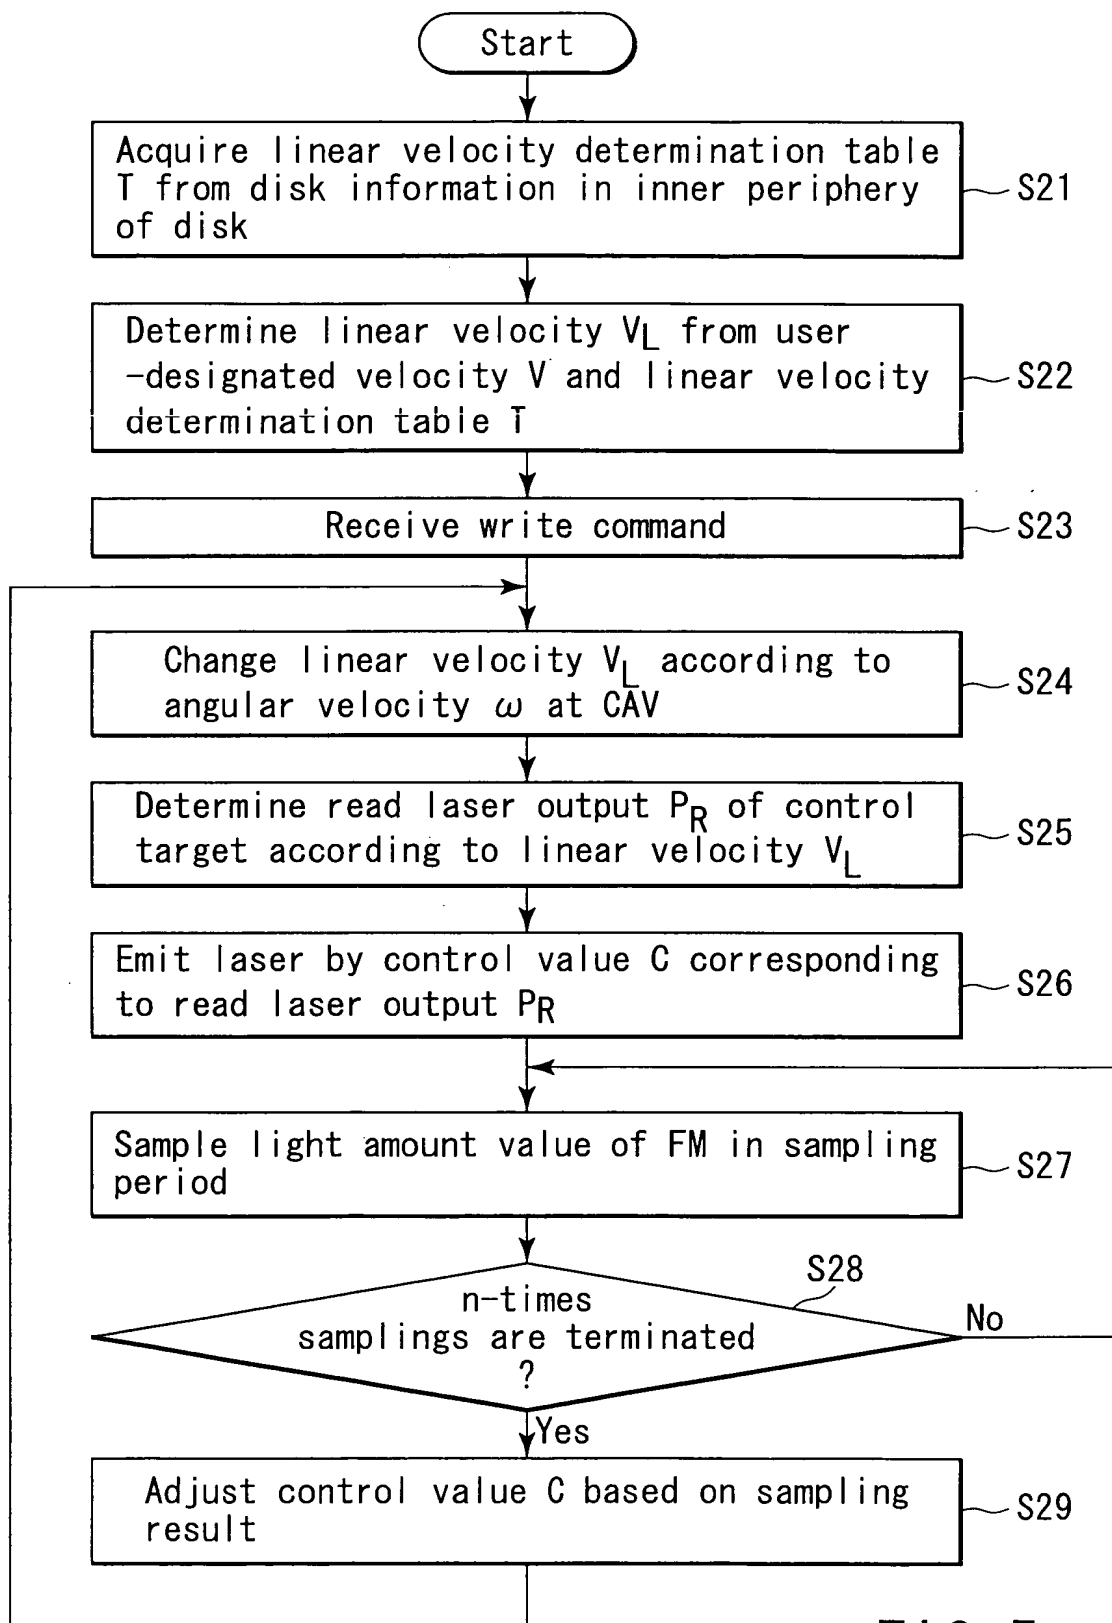 Start
Acquire linear velocity determination table
T from disk information in inner periphery
of disk
S21
Determine linear velocity VL from user
-designated velocity V and linear velocity
determination table T
S22
Receive write command
S23
Change linear velocity VL according to
angular velocity ω at CAV
S24
Determine read laser output PR of control
target according to linear velocity VL
S25
Emit laser by control value C corresponding
to read laser output PR
S26
Sample light amount value of FM in sampling
period
S27
S28
n-times
samplings are terminated
?
No
Yes
Adjust control value C based on sampling
result
S29